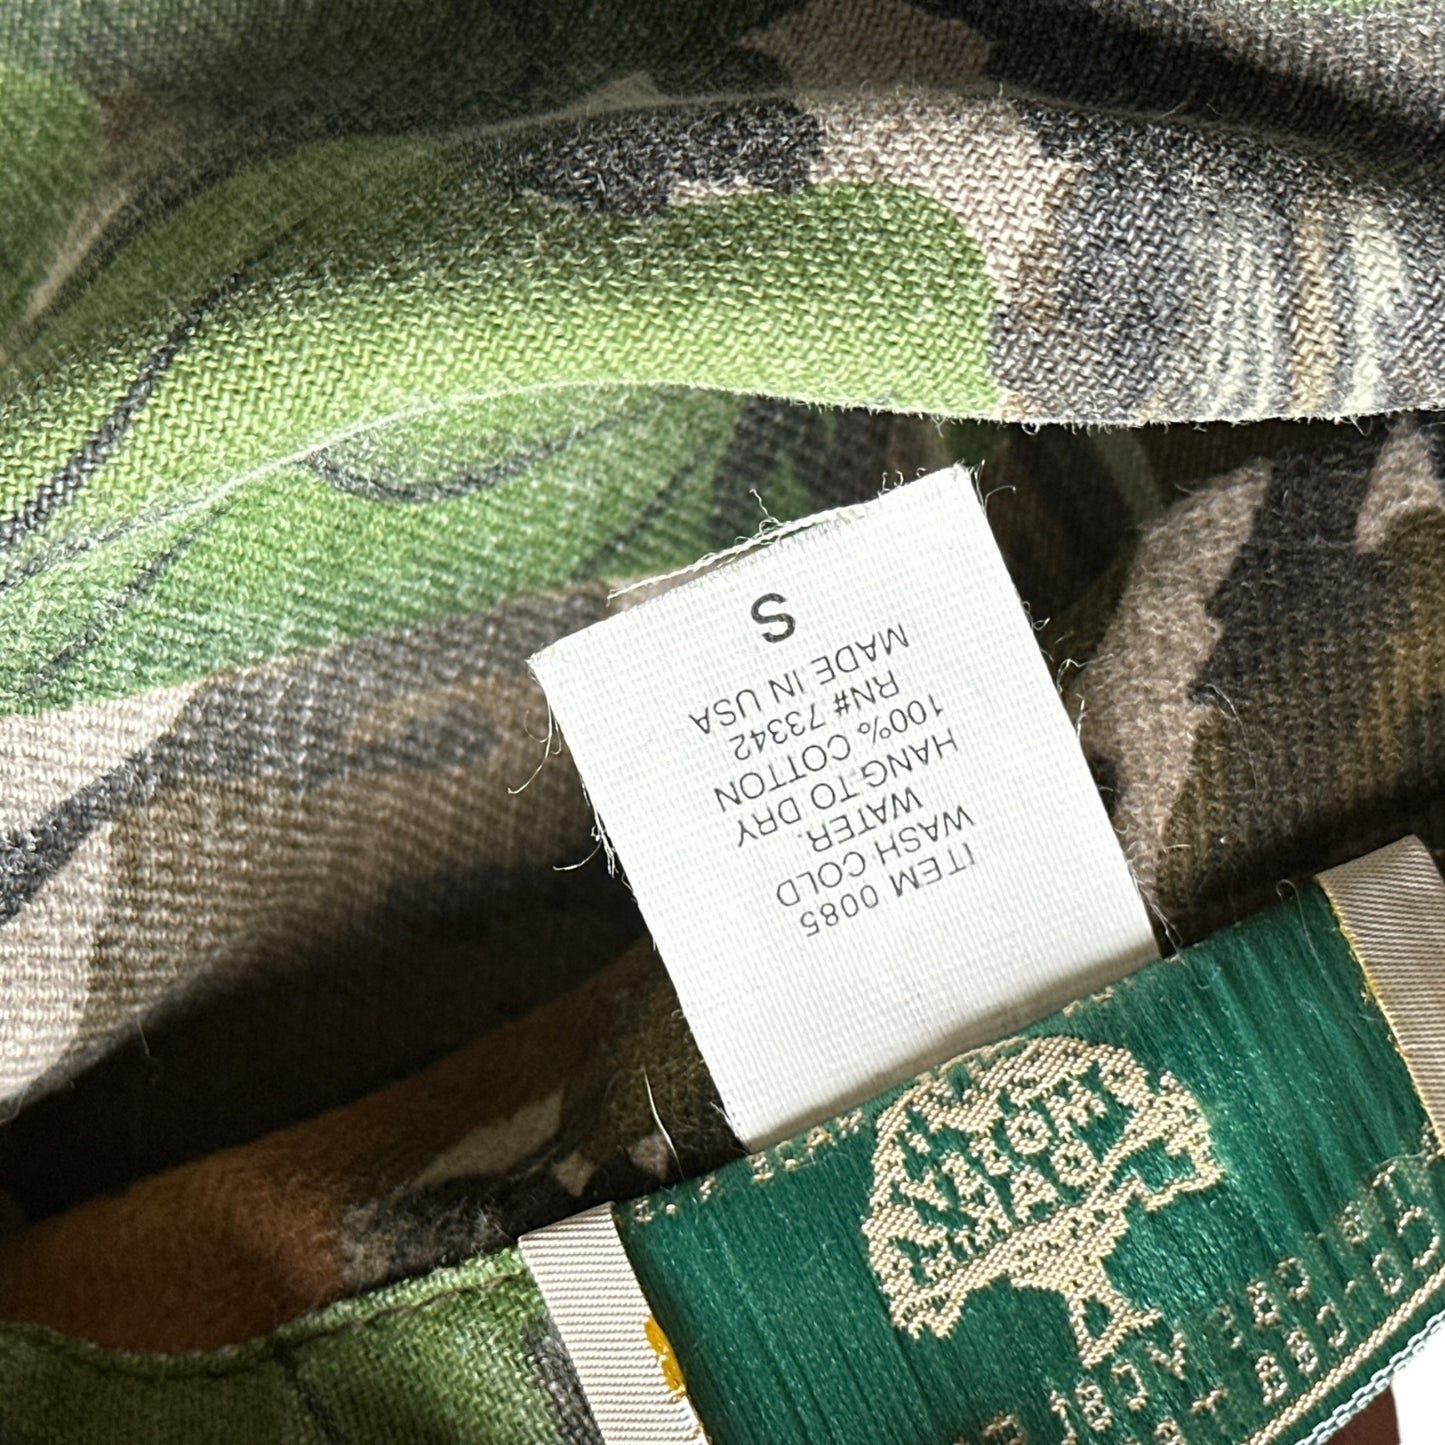 S
MADE IN USA
RN# 73342
100% COTTON
HANG TO DRY
WATER.
WASH COLD
ITEM 0085